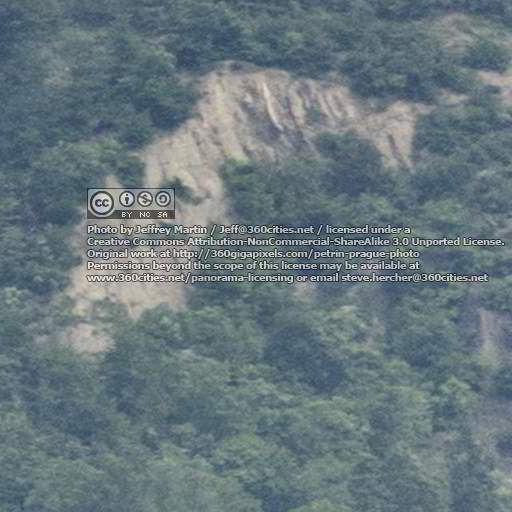 cc BY NC SA
Photo by Jeffrey Martin / Jeff@360cities.net / licensed under a
Creative Commons Attribution-NonCommercial-ShareAlike 3.0 Unported License.
Original work at http://360gigapixels.com/petrin-prague-photo
Permissions beyond the scope of this license may be available at
www.360cities.net/panorama-licensing or email steve.hercher@360cities.net